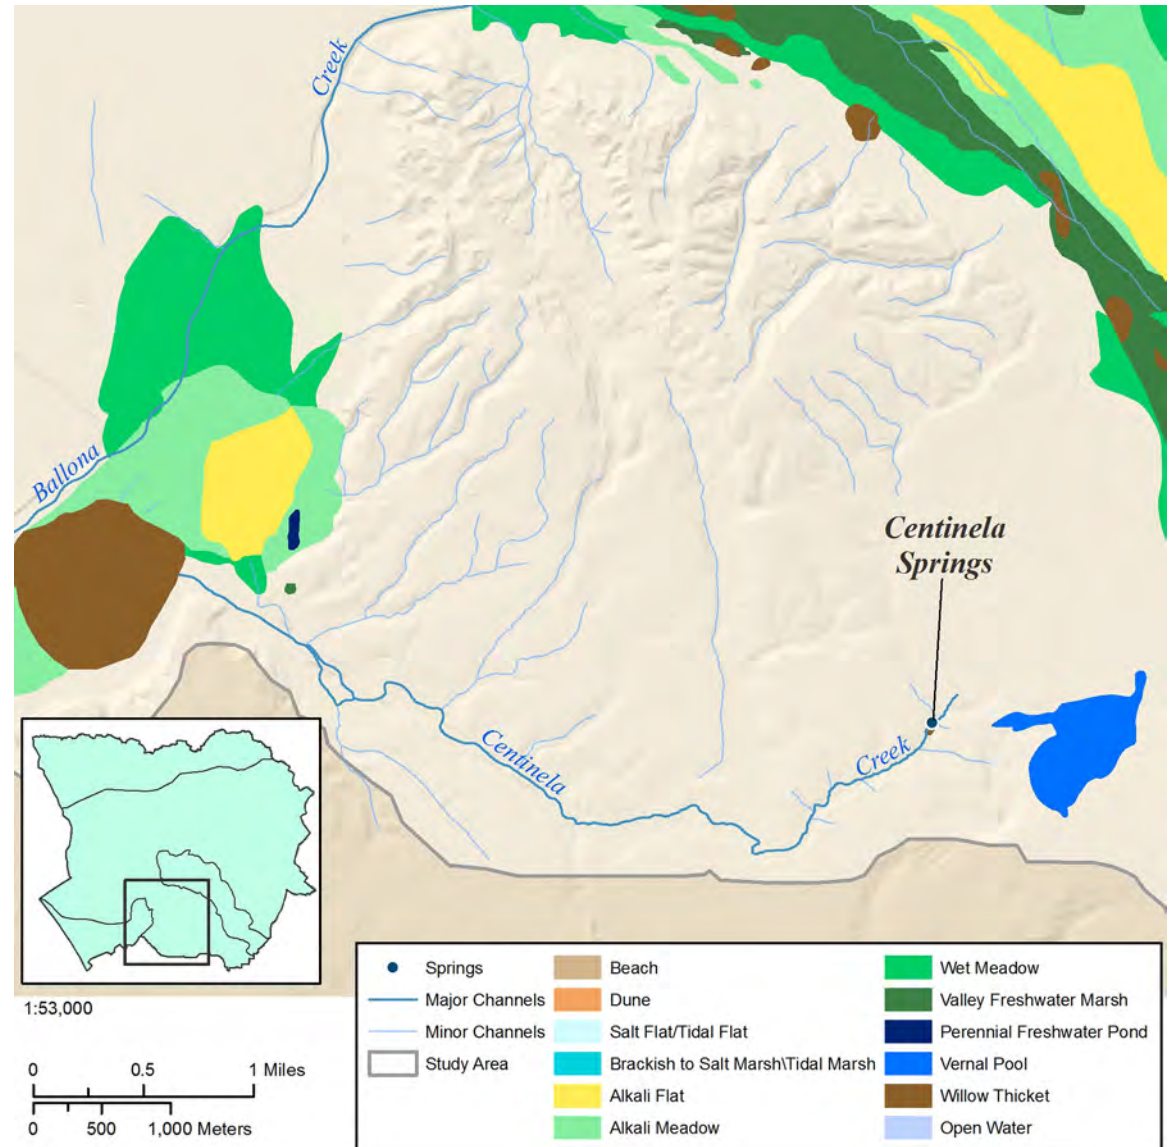 Creek
Ballona
Centinela
Springs
Centinela
Creek
1:53,000
0 0.5 1 Miles
0 500 1,000 Meters
Springs
Major Channels
Minor Channels
Study Area
Beach
Dune
Salt Flat/Tidal Flat
Brackish to Salt Marsh\Tidal Marsh
Alkali Flat
Alkali Meadow
Wet Meadow
Valley Freshwater Marsh
Perennial Freshwater Pond
Vernal Pool
Willow Thicket
Open Water